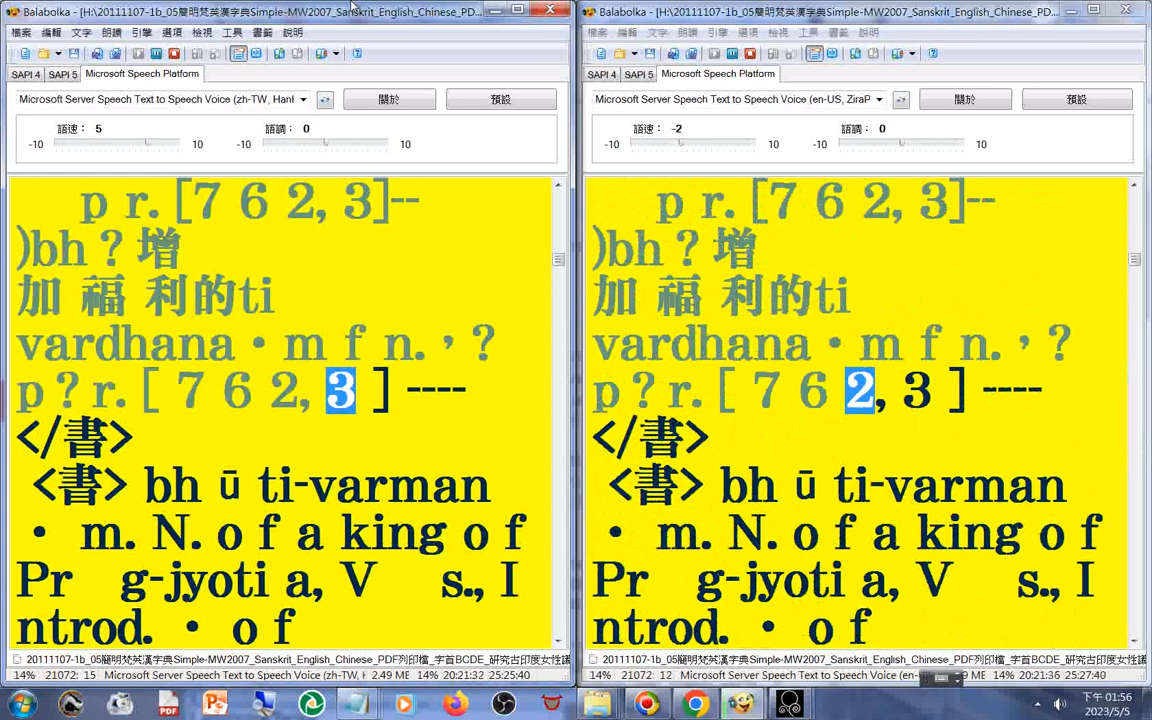 Balabolka - [H:\20111107-1b_05簡明梵英漢字典Simple-MW2007_Sanskrit_English_Chinese_PD...
檔案 編輯 文字 朗讀 引擎 選項 檢視 工具 書籤 說明
SAPI 4 SAPI 5 Microsoft Speech Platform
Microsoft Server Speech Text to Speech Voice (zh-TW, Hanl 關於 預設
語速： 5 語調： 0
-10 10 -10 10
p r. [7 6 2, 3]--
)bh？增
加 福 利的ti
vardhana・m f n.，？
p？r. [ 7 6 2, 3 ] ----
</書>
<書> bh ū ti-varman
・ m. N. o f a king o f
Pr g-jyoti a, V s., I
ntrod. ・ o f
20111107-1b_05簡明梵英漢字典Simple-MW2007_Sanskrit_English_Chinese_PDF列印檔_字首BCDE_研究古印度女性議
14% 21072: 15 Microsoft Server Speech Text to Speech Voice (zh-TW, H 2.49 MB 14% 20:21:32 25:25:40
Balabolka - [H:\20111107-1b_05簡明梵英漢字典Simple-MW2007_Sanskrit_English_Chinese_PD...
檔案 編輯 文字 朗讀 引擎 選項 檢視 工具 書籤 說明
SAPI 4 SAPI 5 Microsoft Speech Platform
Microsoft Server Speech Text to Speech Voice (en-US, ZiraP 關於 預設
語速： -2 語調： 0
-10 10 -10 10
p r. [7 6 2, 3]--
)bh？增
加 福 利的ti
vardhana・m f n.，？
p？r. [ 7 6 2, 3 ] ----
</書>
<書> bh ū ti-varman
・ m. N. o f a king o f
Pr g-jyoti a, V s., I
ntrod. ・ o f
20111107-1b_05簡明梵英漢字典Simple-MW2007_Sanskrit_English_Chinese_PDF列印檔_字首BCDE_研究古印度女性議
14% 21072: 12 Microsoft Server Speech Text to Speech Voice (en-US, 2.49 MB 14% 20:21:36 25:27:40
PDF
下午 01:56
2023/5/5